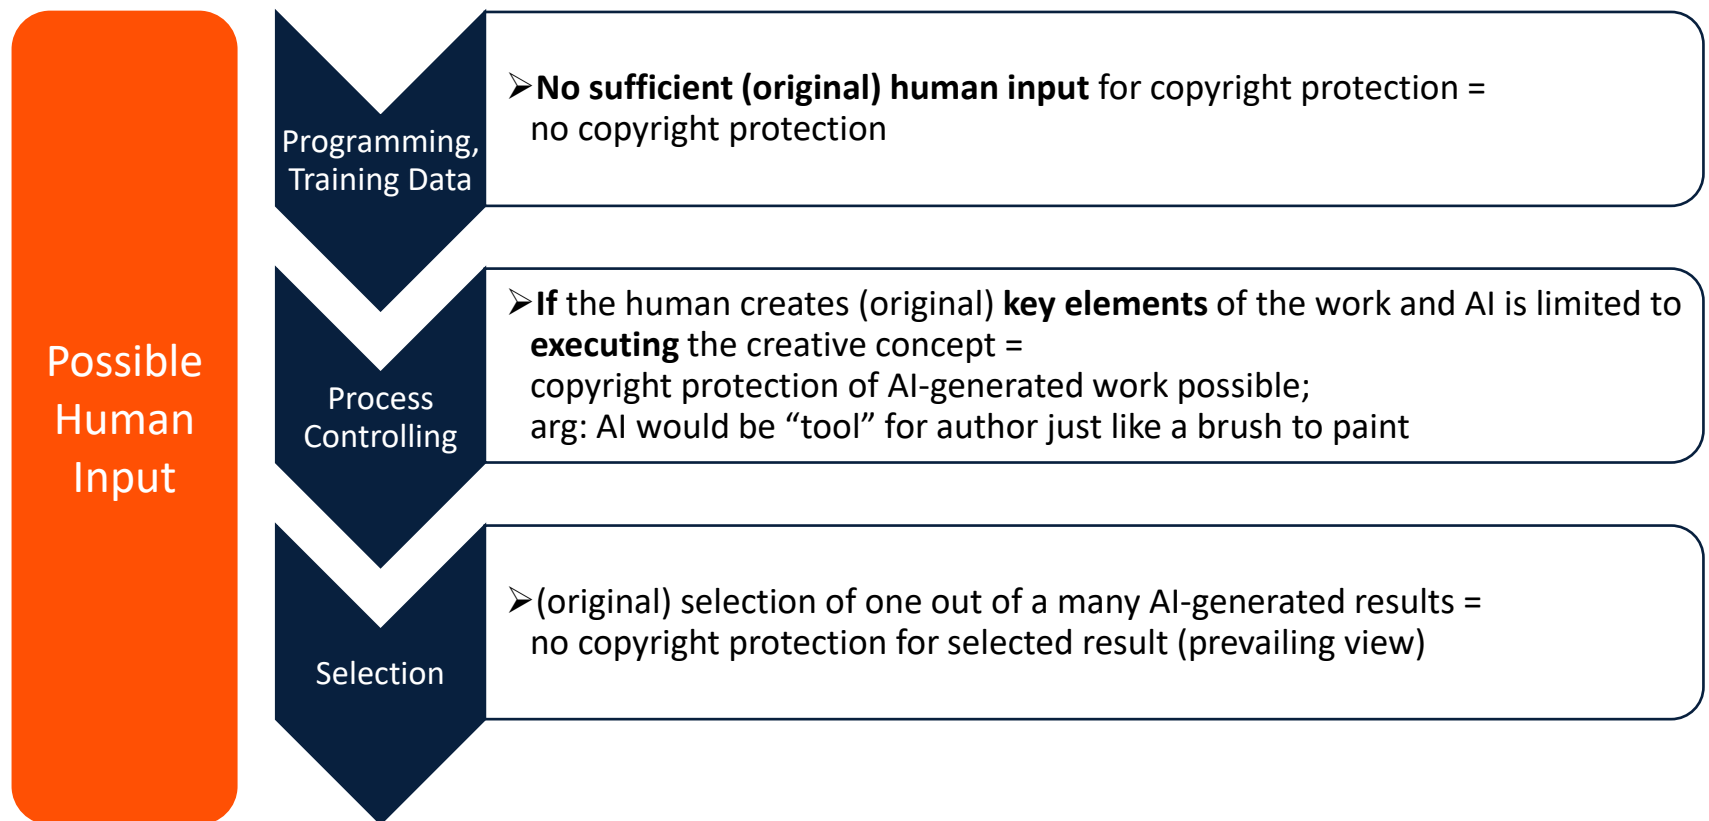 Possible
Human
Input
Programming,
Training Data
➢No sufficient (original) human input for copyright protection =
no copyright protection
Process
Controlling
➢If the human creates (original) key elements of the work and AI is limited to
executing the creative concept =
copyright protection of AI-generated work possible;
arg: AI would be “tool” for author just like a brush to paint
Selection
➢(original) selection of one out of a many AI-generated results =
no copyright protection for selected result (prevailing view)